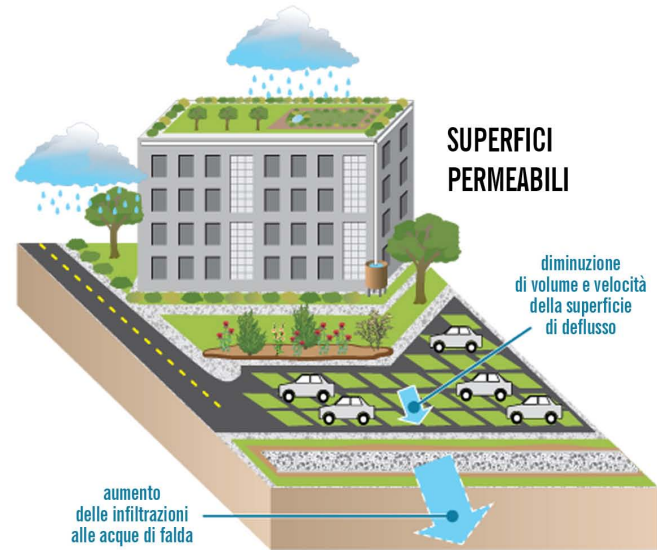 SUPERFICI
PERMEABILI
diminuzione
di volume e velocità
della superficie
di deflusso
aumento
delle infiltrazioni
alle acque di falda